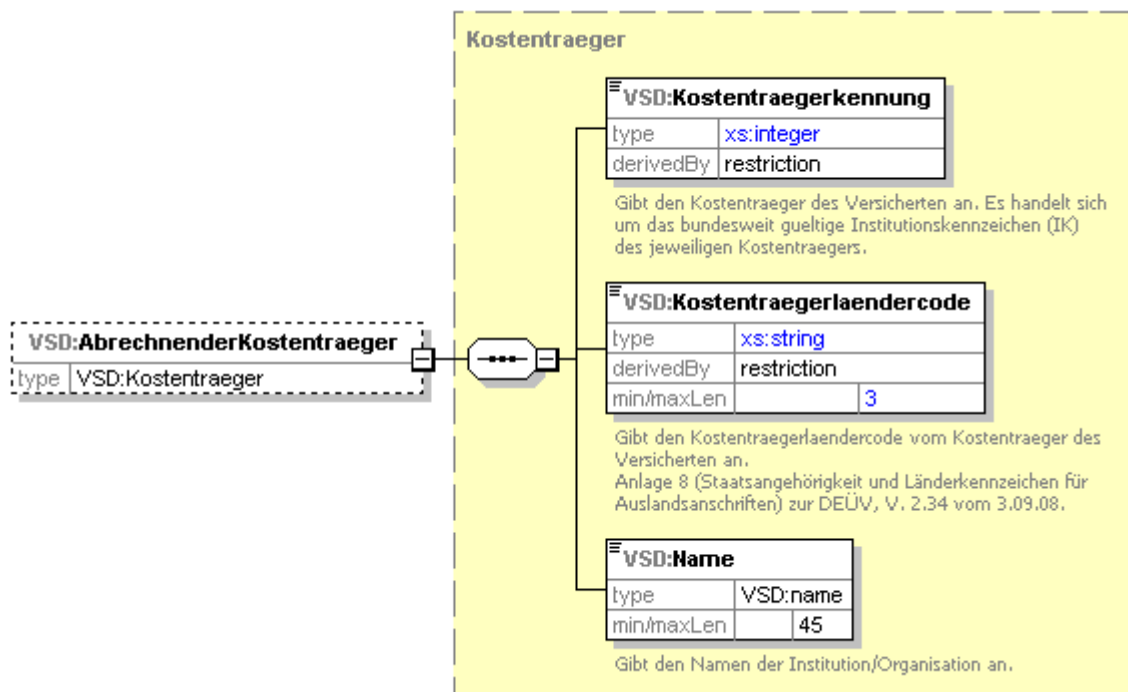 Kostentraeger
VSD:Kostentraegerkennung
type xs:integer
derivedBy restriction
Gibt den Kostentraeger des Versicherten an. Es handelt sich
um das bundesweit gueltige Institutionskennzeichen (IK)
des jeweiligen Kostentraegers.
VSD:Kostentraegerlaendercode
type xs:string
derivedBy restriction
min/maxLen 3
Gibt den Kostentraegerlaendercode vom Kostentraeger des
Versicherten an.
Anlage 8 (Staatsangehörigkeit und Länderkennzeichen für
Auslandsanschriften) zur DEÜV, V. 2.34 vom 3.09.08.
VSD:AbrechnenderKostentraeger
type VSD:Kostentraeger
VSD:Name
type VSD:name
min/maxLen 45
Gibt den Namen der Institution/Organisation an.